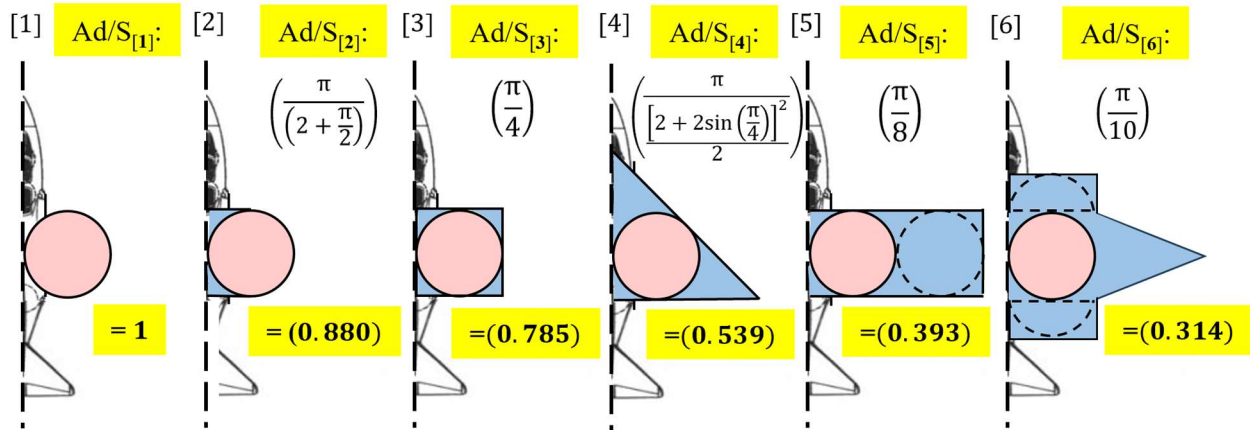 [1] Ad/S[1]: [2] Ad/S[2]: [3] Ad/S[3]: [4] Ad/S[4]: [5] Ad/S[5]: [6] Ad/S[6]:
(π/(2 + π/2)) (π/4) (π/([2 + 2sin(π/4)]²/2)) (π/8) (π/10)
= 1 = (0.880) =(0.785) =(0.539) =(0.393) =(0.314)